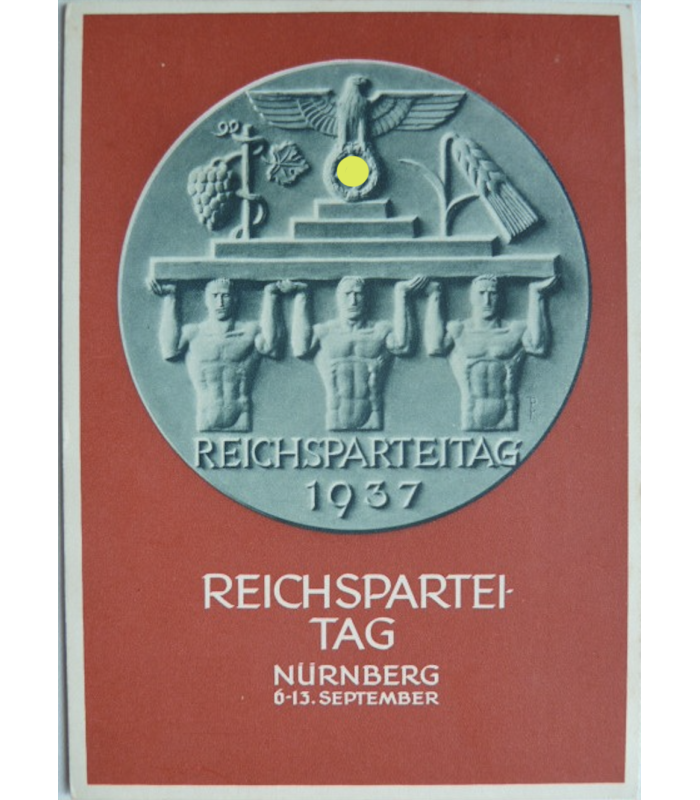 REICHSPARTEITAG
1937
REICHSPARTEI-
TAG
NÜRNBERG
6-13. SEPTEMBER